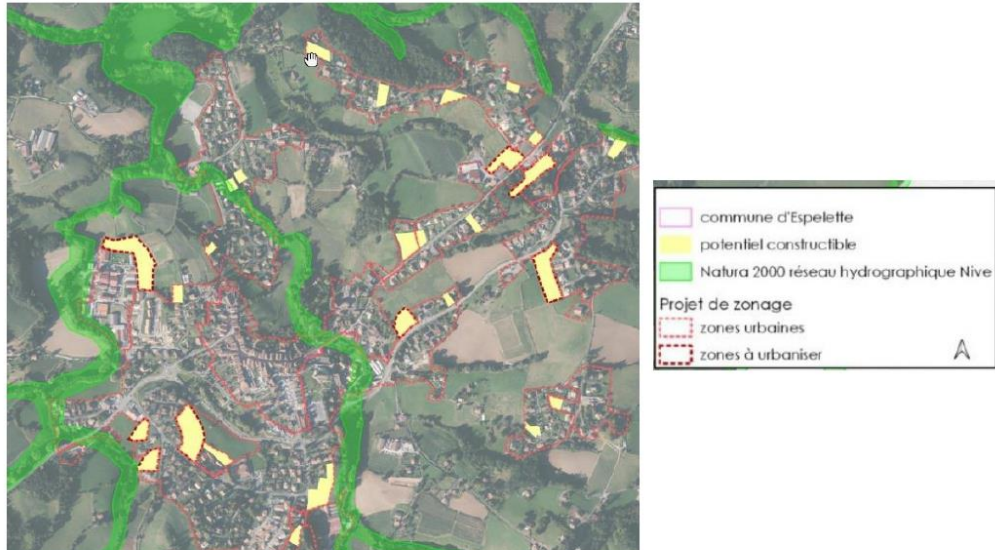 commune d'Espelette
potentiel constructible
Natura 2000 réseau hydrographique Nive
Projet de zonage
zones urbaines
zones à urbaniser